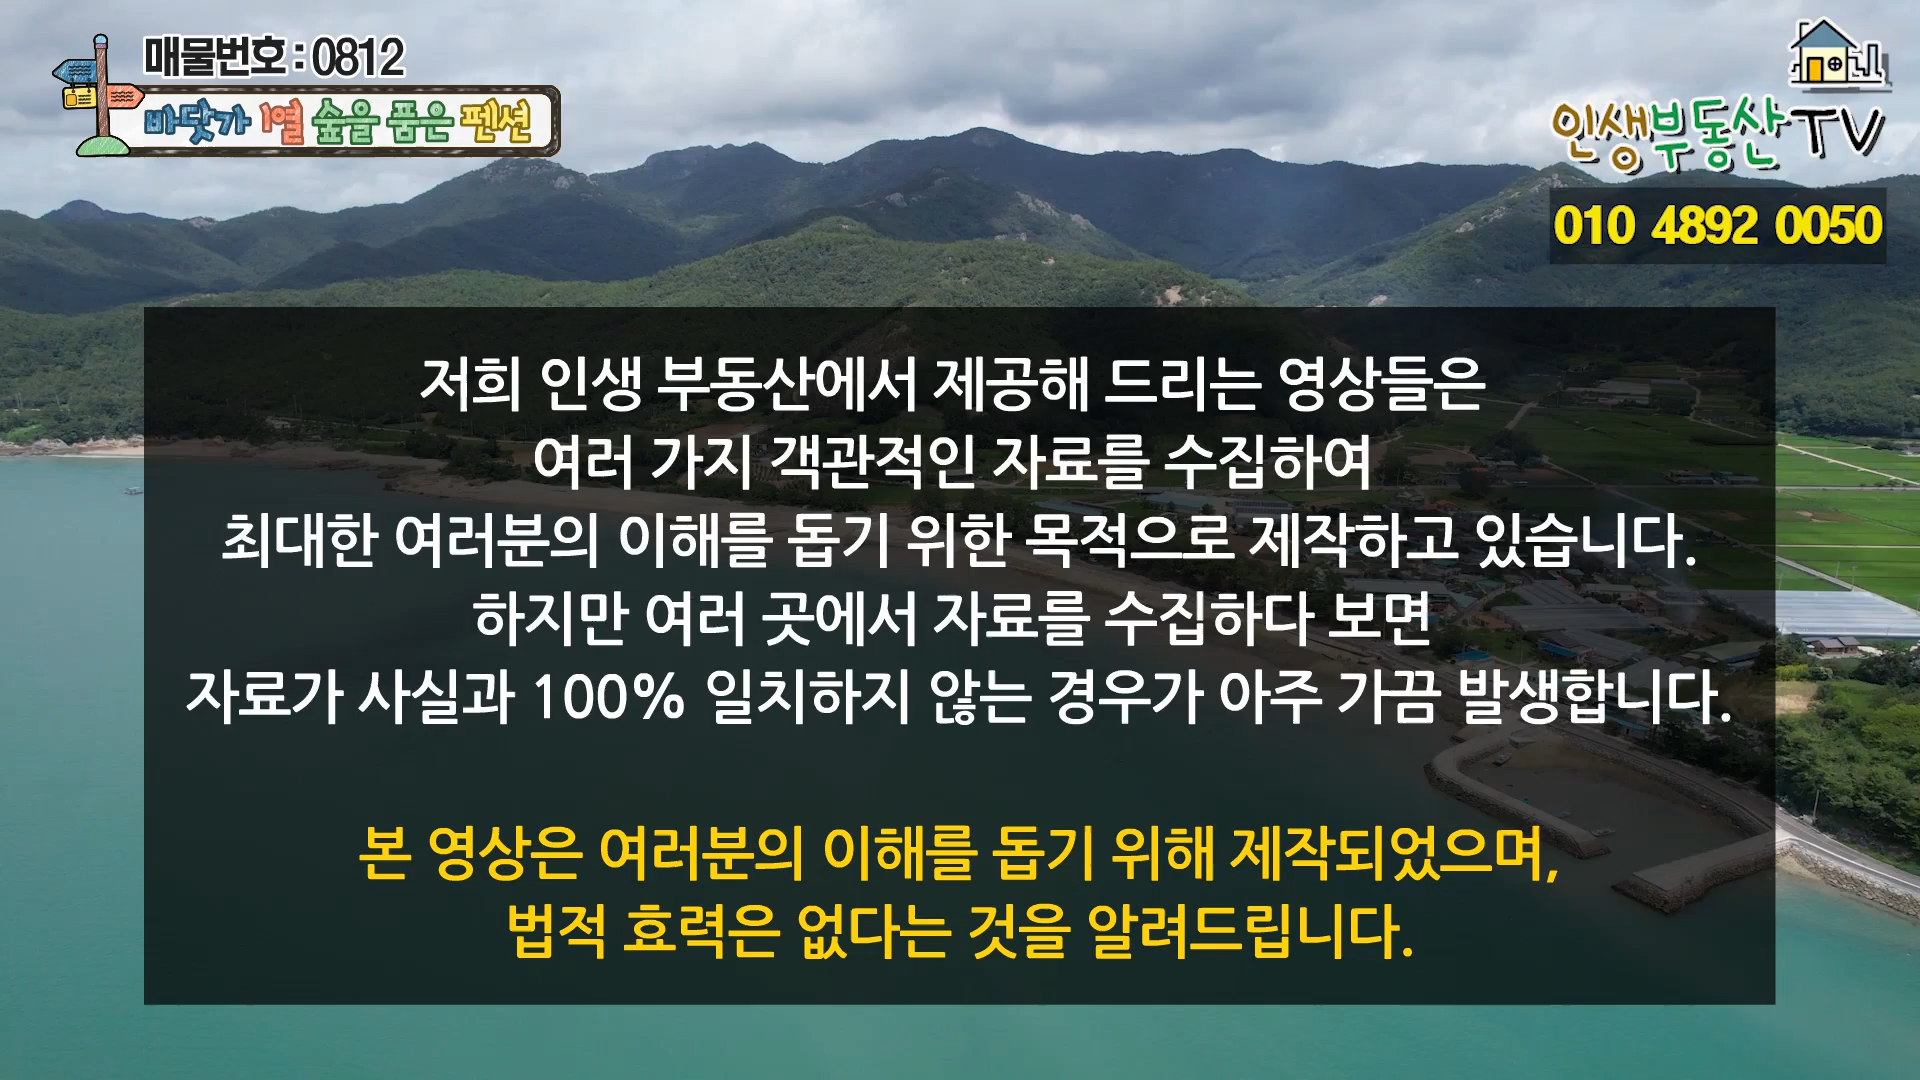 매물번호 : 0812
바닷가 1열 숲을 품은 펜션
인생부동산TV
010 4892 0050
저희 인생 부동산에서 제공해 드리는 영상들은
여러 가지 객관적인 자료를 수집하여
최대한 여러분의 이해를 돕기 위한 목적으로 제작하고 있습니다.
하지만 여러 곳에서 자료를 수집하다 보면
자료가 사실과 100% 일치하지 않는 경우가 아주 가끔 발생합니다.
본 영상은 여러분의 이해를 돕기 위해 제작되었으며,
법적 효력은 없다는 것을 알려드립니다.